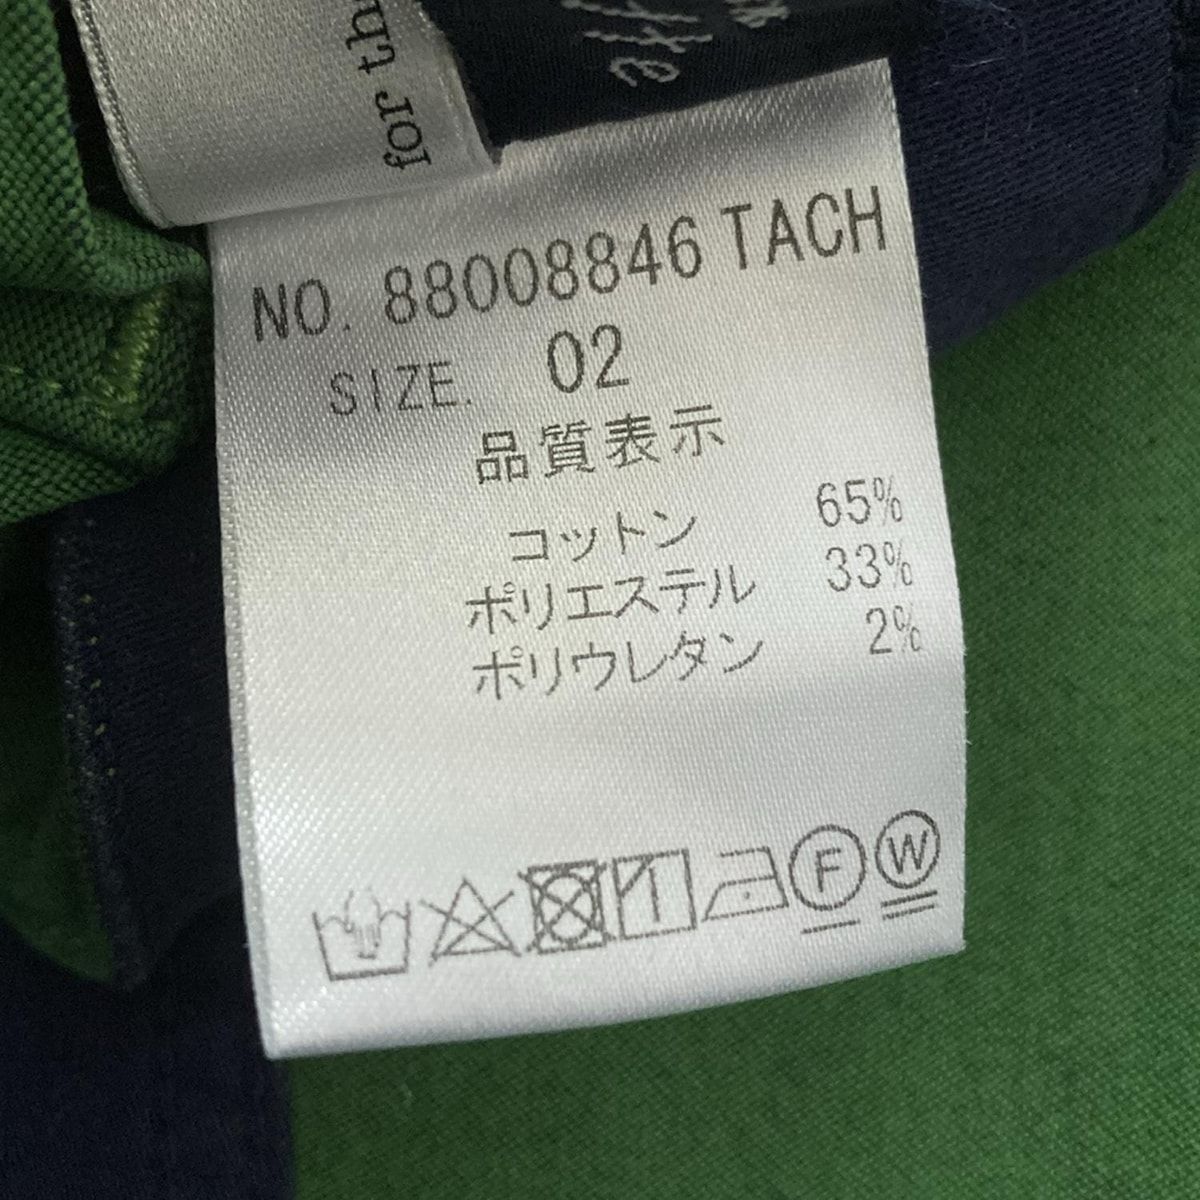 for th
NO. 88008846 TACH
SIZE. 02
品質表示
コットン 65%
ポリエステル 33%
ポリウレタン 2%
F W